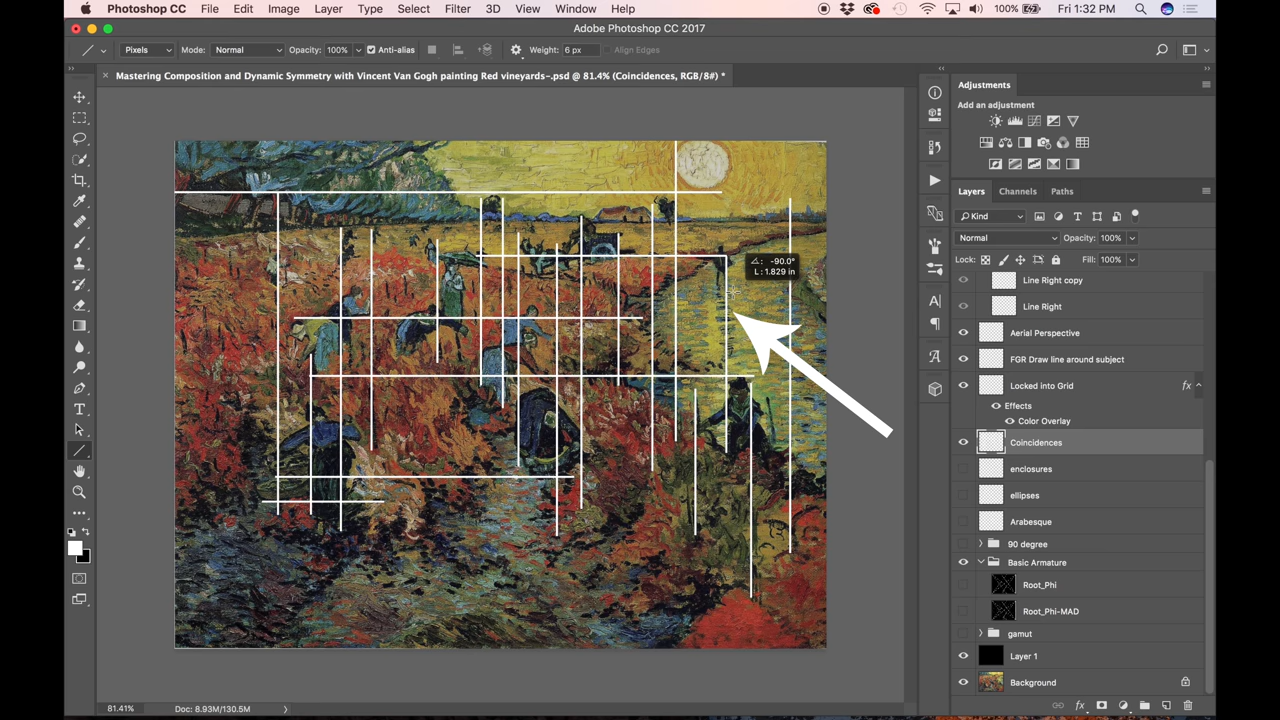 Photoshop CC File Edit Image Layer Type Select Filter 3D View Window Help 100% Fri 1:32 PM
Adobe Photoshop CC 2017
Pixels Mode: Normal Opacity: 100% Anti-alias Weight: 6 px Align Edges
× Mastering Composition and Dynamic Symmetry with Vincent Van Gogh painting Red vineyards-.psd @ 81.4% (Coincidences, RGB/8#) *
Adjustments
Add an adjustment
Layers Channels Paths
Kind
Normal Opacity: 100%
Lock: Fill: 100%
Line Right copy
Line Right
Aerial Perspective
FGR Draw line around subject
Locked into Grid fx
Effects
Color Overlay
Coincidences
enclosures
ellipses
Arabesque
90 degree
Basic Armature
Root_Phi
Root_Phi-MAD
gamut
Layer 1
Background
fx
: -90.0°
L: 1.829 in
81.41% Doc: 8.93M/130.5M